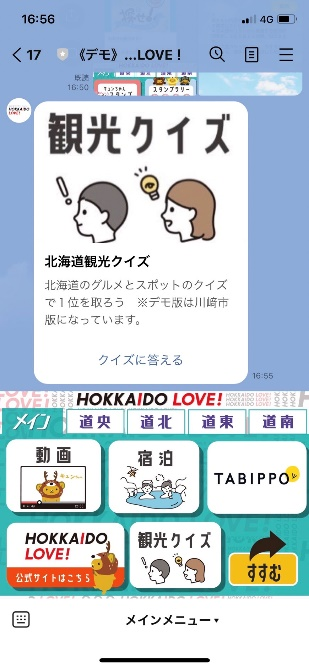 16:56
4G
17
《デモ》...LOVE！
既読
16:50
スタンプラリー
HOKKAIDO
LOVE!
観光クイズ
北海道観光クイズ
北海道のグルメとスポットのクイズ
で１位を取ろう　※デモ版は川崎市
版になっています。
クイズに答える
16:55
HOKKAIDO LOVE!
メイン 道央 道北 道東 道南
動画
キュン〜
宿泊
TABIPPO
HOKKAIDO
LOVE!
公式サイトはこちら
観光クイズ
すすむ
メインメニュー